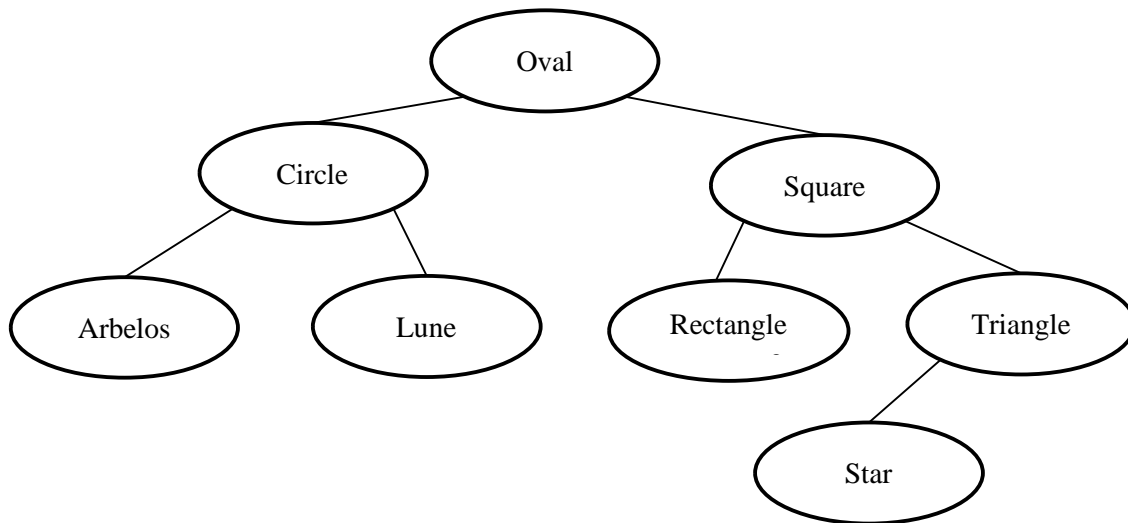 Oval
Circle
Square
Arbelos
Lune
Rectangle
Triangle
Star